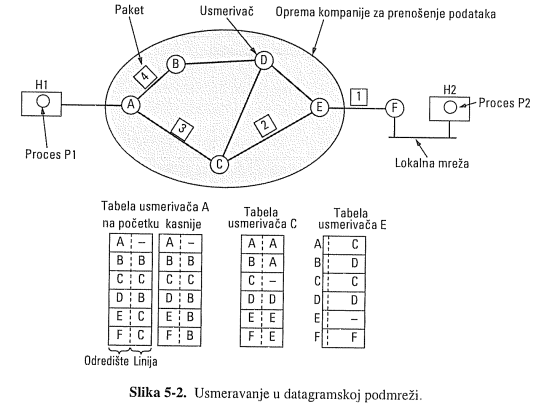 Paket
Usmerivač
Oprema kompanije za prenošenje podataka
H1
Proces P1
A
B
C
D
E
F
4
3
2
1
H2
Proces P2
Lokalna mreža
Tabela usmerivača A
na početku kasnije
A – A –
B B B B
C C C C
D B D B
E C E B
F C F B
Odredište Linija
Tabela
usmerivača C
A A
B A
C –
D D
E E
F E
Tabela
usmerivača E
A C
B D
C C
D D
E –
F F
Slika 5-2. Usmeravanje u datagramskoj podmreži.